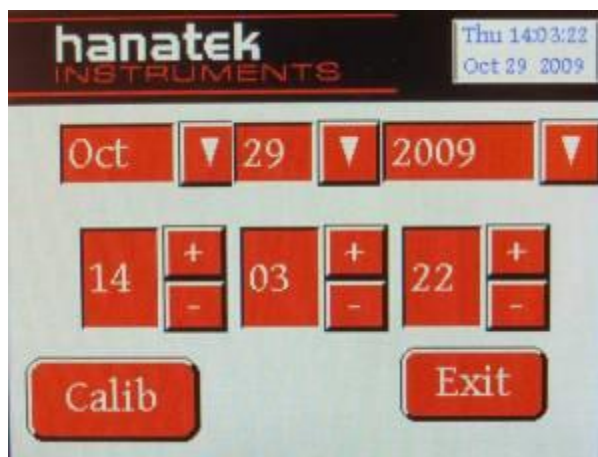 hanatek
INSTRUMENTS
Thu 14:03:22
Oct 29 2009
Oct 29 2009
14 + 03 + 22 +
- - -
Calib Exit